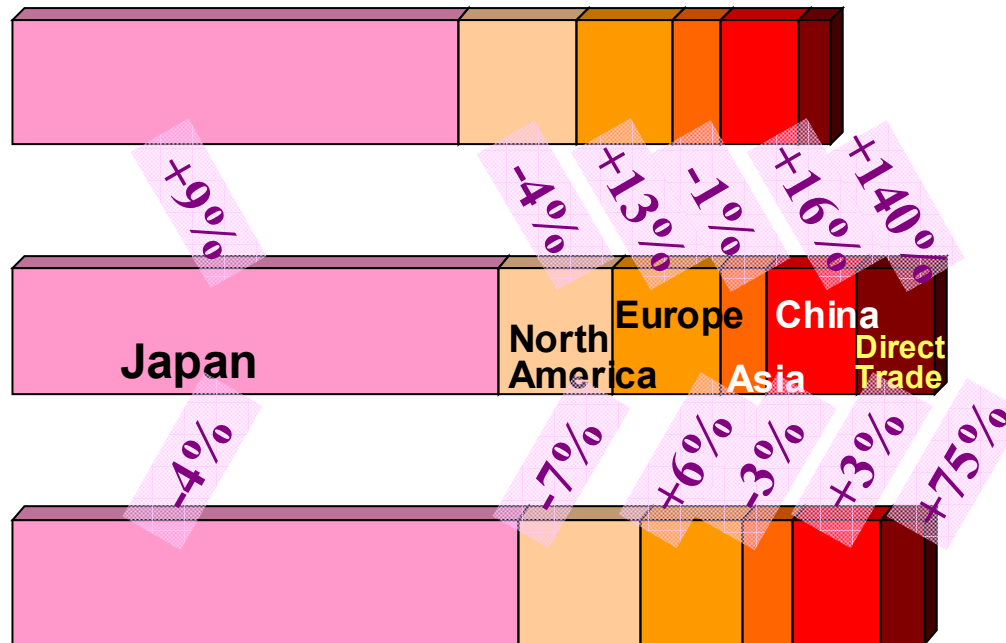 +9%
-4%
+13%
-1%
+16%
+140%
Japan
North
America
Europe
Asia
China
Direct
Trade
-4%
-7%
+6%
-3%
+3%
+75%